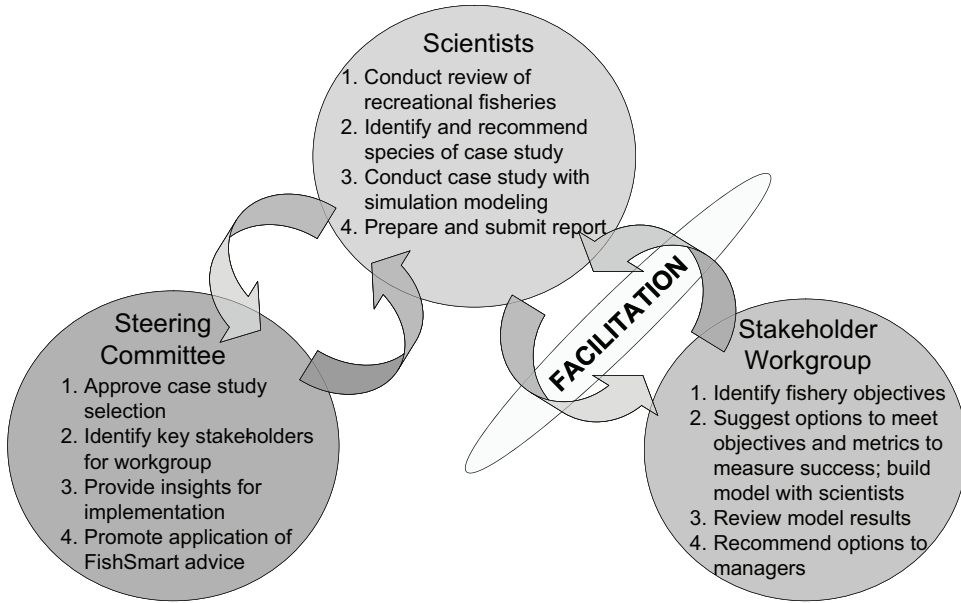 Scientists
1. Conduct review of
recreational fisheries
2. Identify and recommend
species of case study
3. Conduct case study with
simulation modeling
4. Prepare and submit report
FACILITATION
Steering
Committee
1. Approve case study
selection
2. Identify key stakeholders
for workgroup
3. Provide insights for
implementation
4. Promote application of
FishSmart advice
Stakeholder
Workgroup
1. Identify fishery objectives
2. Suggest options to meet
objectives and metrics to
measure success; build
model with scientists
3. Review model results
4. Recommend options to
managers